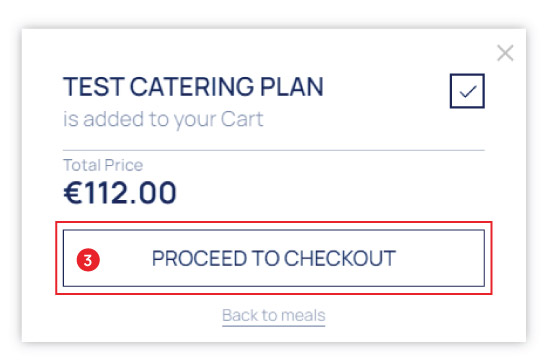 TEST CATERING PLAN
is added to your Cart
Total Price
€112.00
3 PROCEED TO CHECKOUT
Back to meals